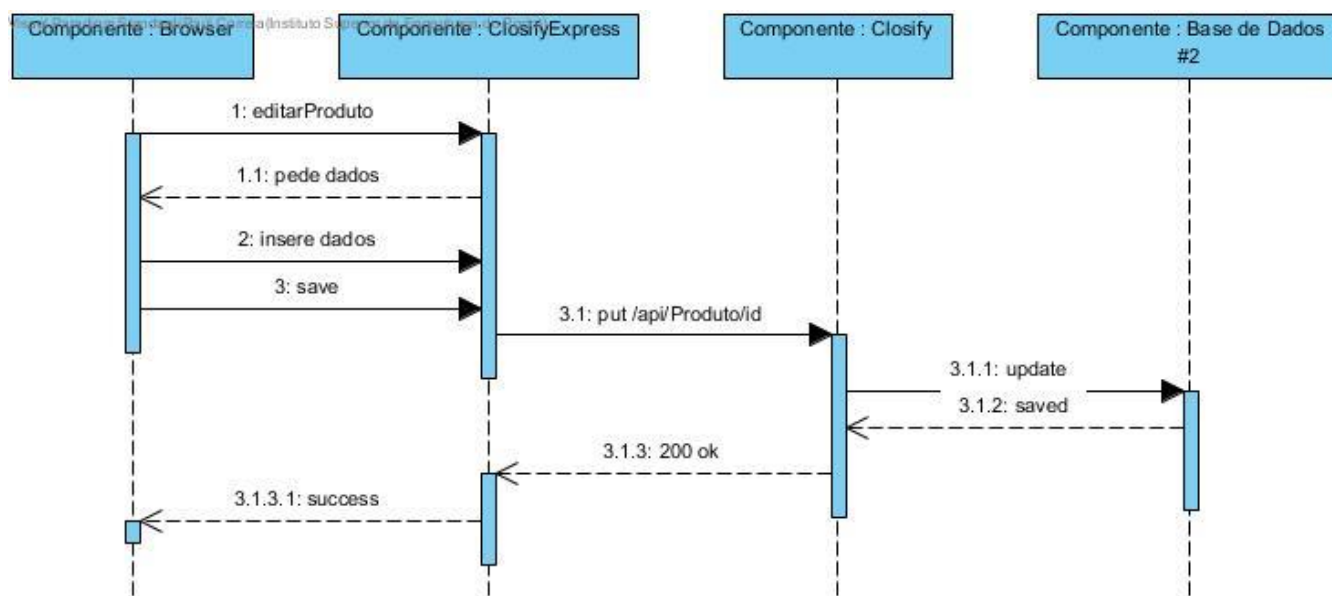 Componente : Browser
Componente : ClosifyExpress
Componente : Closify
Componente : Base de Dados
#2
1: editarProduto
1.1: pede dados
2: insere dados
3: save
3.1: put /api/Produto/id
3.1.1: update
3.1.2: saved
3.1.3: 200 ok
3.1.3.1: success